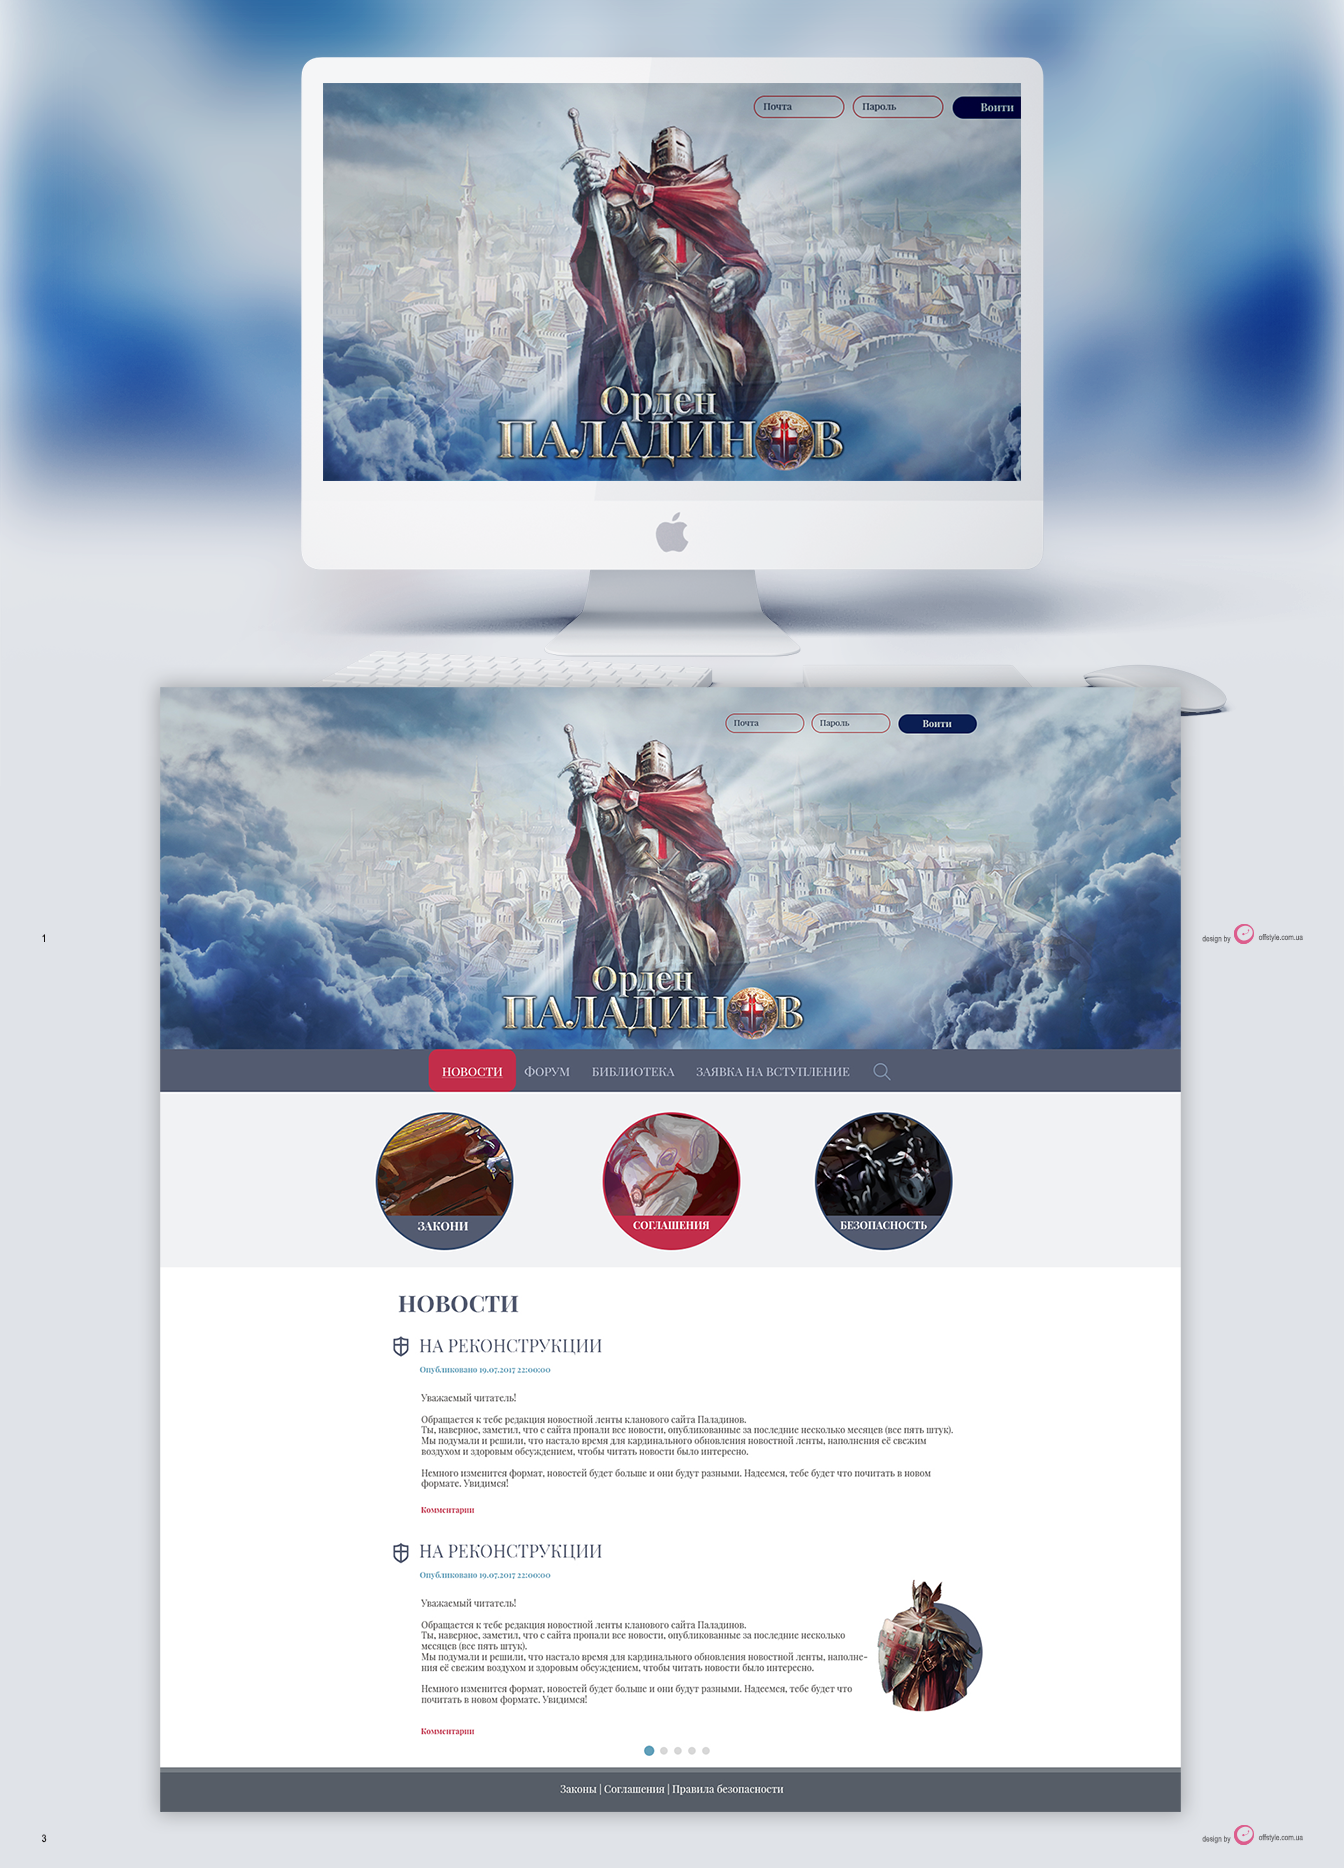 Почта
Пароль
Воити
Орден
ПАЛАДИНОВ
Почта
Пароль
Воити
1
design by offstyle.com.ua
Орден
ПАЛАДИНОВ
НОВОСТИ ФОРУМ БИБЛИОТЕКА ЗАЯВКА НА ВСТУПЛЕНИЕ
ЗАКОНИ
СОГЛАШЕНИЯ
БЕЗОПАСНОСТЬ
НОВОСТИ
НА РЕКОНСТРУКЦИИ
Опубликовано 19.07.2017 22:00:00
Уважаемый читатель!
Обращается к тебе редакция новостной ленты кланового сайта Паладинов.
Ты, наверное, заметил, что с сайта пропали все новости, опубликованные за последние несколько месяцев (все пять штук).
Мы подумали и решили, что настало время для кардинального обновления новостной ленты, наполнения её свежим
воздухом и здоровым обсуждением, чтобы читать новости было интересно.
Немного изменится формат, новостей будет больше и они будут разными. Надеемся, тебе будет что почитать в новом
формате. Увидимся!
Комментарии
НА РЕКОНСТРУКЦИИ
Опубликовано 19.07.2017 22:00:00
Уважаемый читатель!
Обращается к тебе редакция новостной ленты кланового сайта Паладинов.
Ты, наверное, заметил, что с сайта пропали все новости, опубликованные за последние несколько
месяцев (все пять штук).
Мы подумали и решили, что настало время для кардинального обновления новостной ленты, наполне-
ния её свежим воздухом и здоровым обсуждением, чтобы читать новости было интересно.
Немного изменится формат, новостей будет больше и они будут разными. Надеемся, тебе будет что
почитать в новом формате. Увидимся!
Комментарии
Законы | Соглашения | Правила безопасности
3
design by offstyle.com.ua